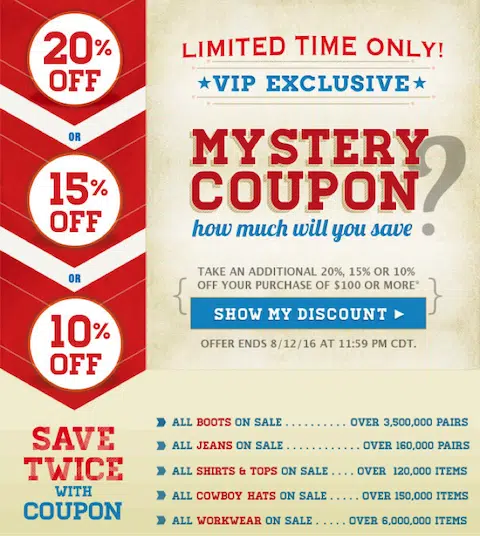 20%
OFF
OR
15%
OFF
OR
10%
OFF
LIMITED TIME ONLY!
★VIP EXCLUSIVE★
MYSTERY
COUPON
?
how much will you save
TAKE AN ADDITIONAL 20%, 15% OR 10%
OFF YOUR PURCHASE OF $100 OR MORE*
SHOW MY DISCOUNT ►
OFFER ENDS 8/12/16 AT 11:59 PM CDT.
SAVE
TWICE
WITH
COUPON
ALL BOOTS ON SALE . . . . . . . . . . OVER 3,500,000 PAIRS
ALL JEANS ON SALE . . . . . . . . . . . . OVER 160,000 PAIRS
ALL SHIRTS & TOPS ON SALE . . . . OVER 120,000 ITEMS
ALL COWBOY HATS ON SALE . . . . . OVER 150,000 ITEMS
ALL WORKWEAR ON SALE . . . . . OVER 6,000,000 ITEMS